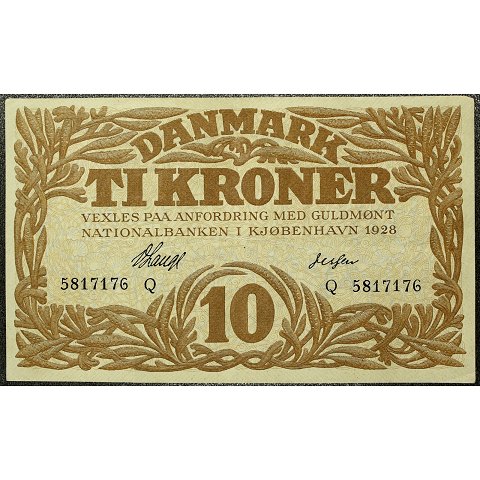 DANMARK
TI KRONER
VEXLES PAA ANFORDRING MED GULDMØNT
NATIONALBANKEN I KJØBENHAVN 1928
5817176 Q Q 5817176
10